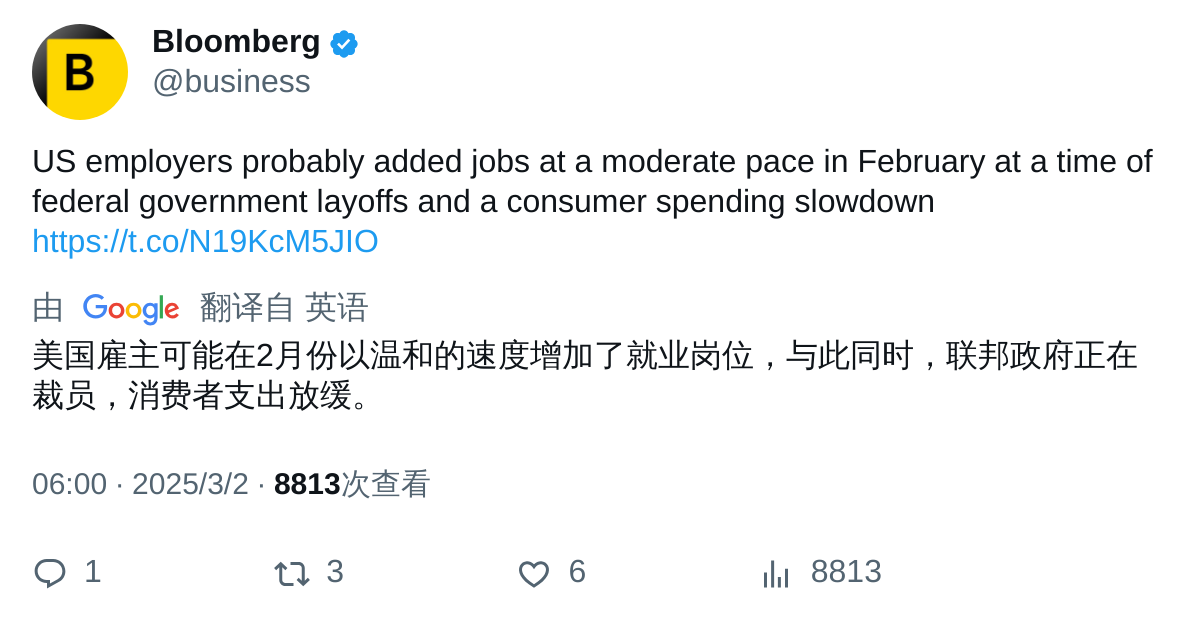 B
Bloomberg
@business
US employers probably added jobs at a moderate pace in February at a time of
federal government layoffs and a consumer spending slowdown
https://t.co/N19KcM5JIO
由 Google 翻译自 英语
美国雇主可能在2月份以温和的速度增加了就业岗位，与此同时，联邦政府正在
裁员，消费者支出放缓。
06:00 · 2025/3/2 · 8813次查看
1 3 6 8813